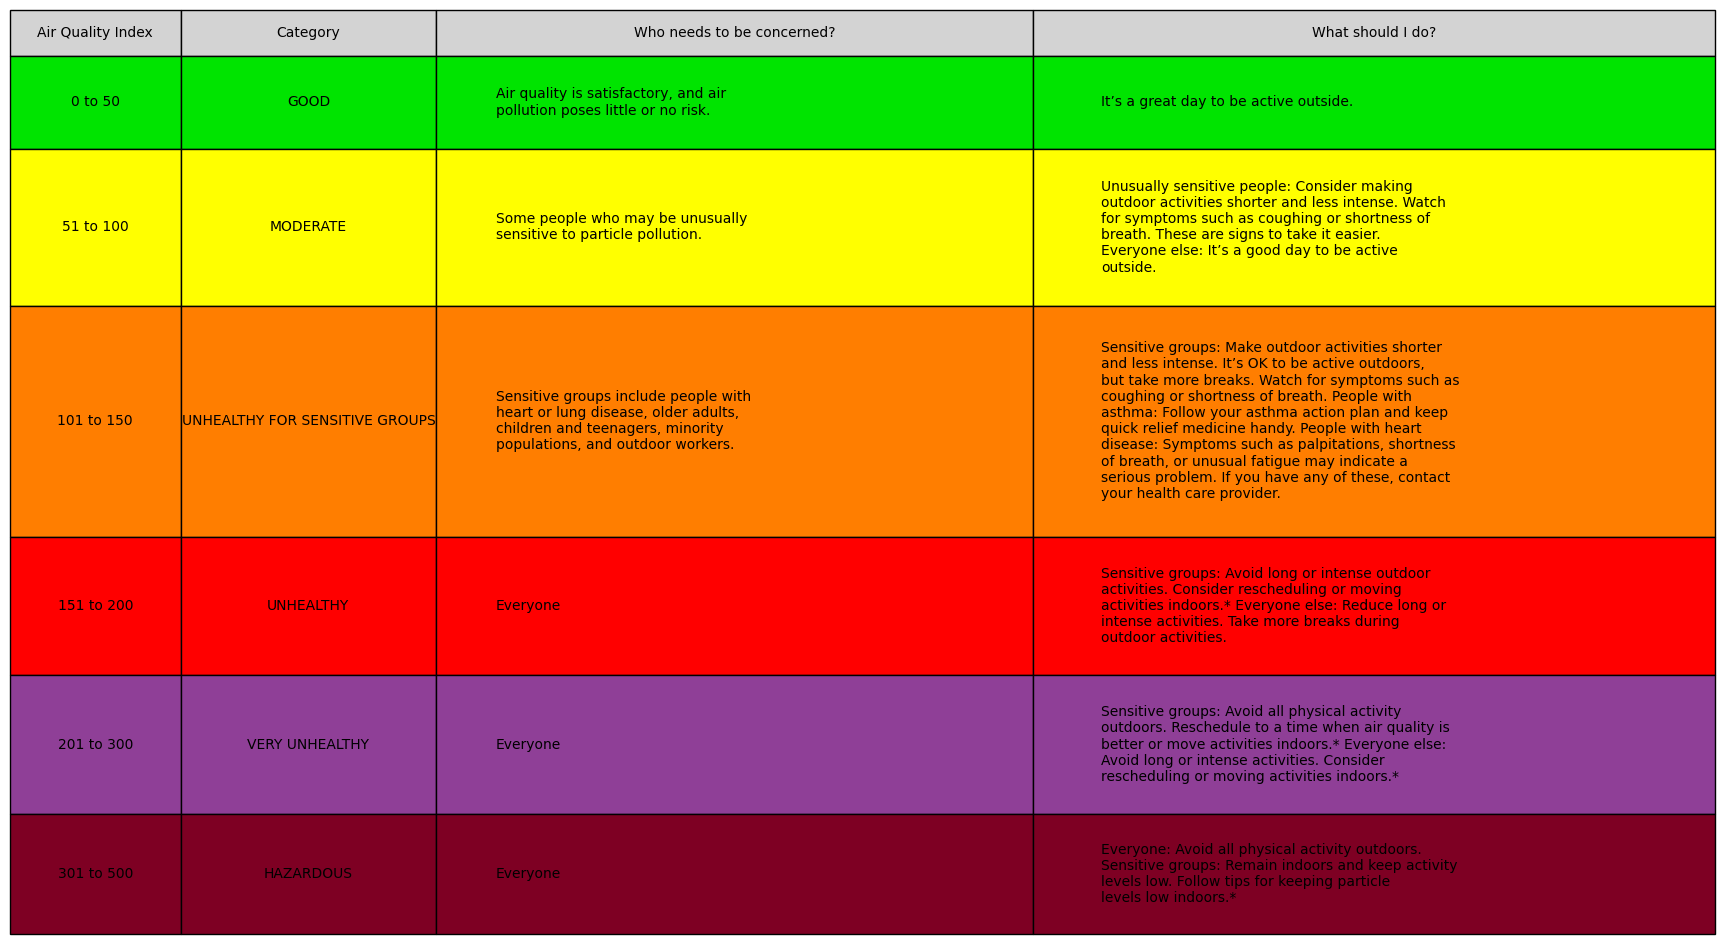 Air Quality Index
Category
Who needs to be concerned?
What should I do?
0 to 50
GOOD
Air quality is satisfactory, and air
pollution poses little or no risk.
It’s a great day to be active outside.
51 to 100
MODERATE
Some people who may be unusually
sensitive to particle pollution.
Unusually sensitive people: Consider making
outdoor activities shorter and less intense. Watch
for symptoms such as coughing or shortness of
breath. These are signs to take it easier.
Everyone else: It’s a good day to be active
outside.
101 to 150
UNHEALTHY FOR SENSITIVE GROUPS
Sensitive groups include people with
heart or lung disease, older adults,
children and teenagers, minority
populations, and outdoor workers.
Sensitive groups: Make outdoor activities shorter
and less intense. It’s OK to be active outdoors,
but take more breaks. Watch for symptoms such as
coughing or shortness of breath. People with
asthma: Follow your asthma action plan and keep
quick relief medicine handy. People with heart
disease: Symptoms such as palpitations, shortness
of breath, or unusual fatigue may indicate a
serious problem. If you have any of these, contact
your health care provider.
151 to 200
UNHEALTHY
Everyone
Sensitive groups: Avoid long or intense outdoor
activities. Consider rescheduling or moving
activities indoors.* Everyone else: Reduce long or
intense activities. Take more breaks during
outdoor activities.
201 to 300
VERY UNHEALTHY
Everyone
Sensitive groups: Avoid all physical activity
outdoors. Reschedule to a time when air quality is
better or move activities indoors.* Everyone else:
Avoid long or intense activities. Consider
rescheduling or moving activities indoors.*
301 to 500
HAZARDOUS
Everyone
Everyone: Avoid all physical activity outdoors.
Sensitive groups: Remain indoors and keep activity
levels low. Follow tips for keeping particle
levels low indoors.*